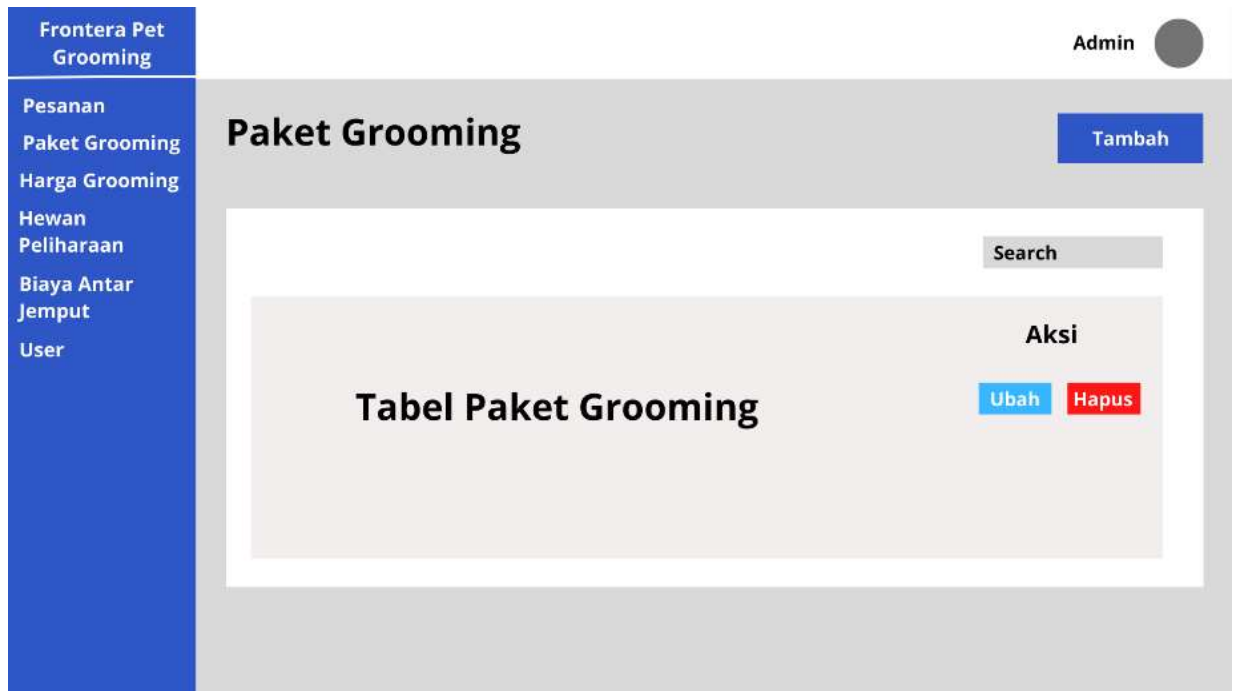 Frontera Pet
Grooming
Admin
Pesanan
Paket Grooming
Harga Grooming
Hewan
Peliharaan
Biaya Antar
Jemput
User
Paket Grooming
Tambah
Search
Aksi
Tabel Paket Grooming
Ubah
Hapus